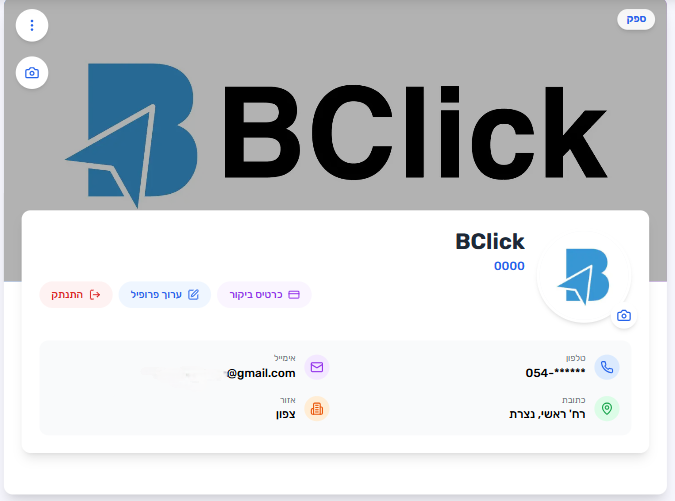 ספק
BClick
BClick
0000
כרטיס ביקור
ערוך פרופיל
התנתק
טלפון
054-******
אימייל
@gmail.com
כתובת
רח' ראשי, נצרת
אזור
צפון